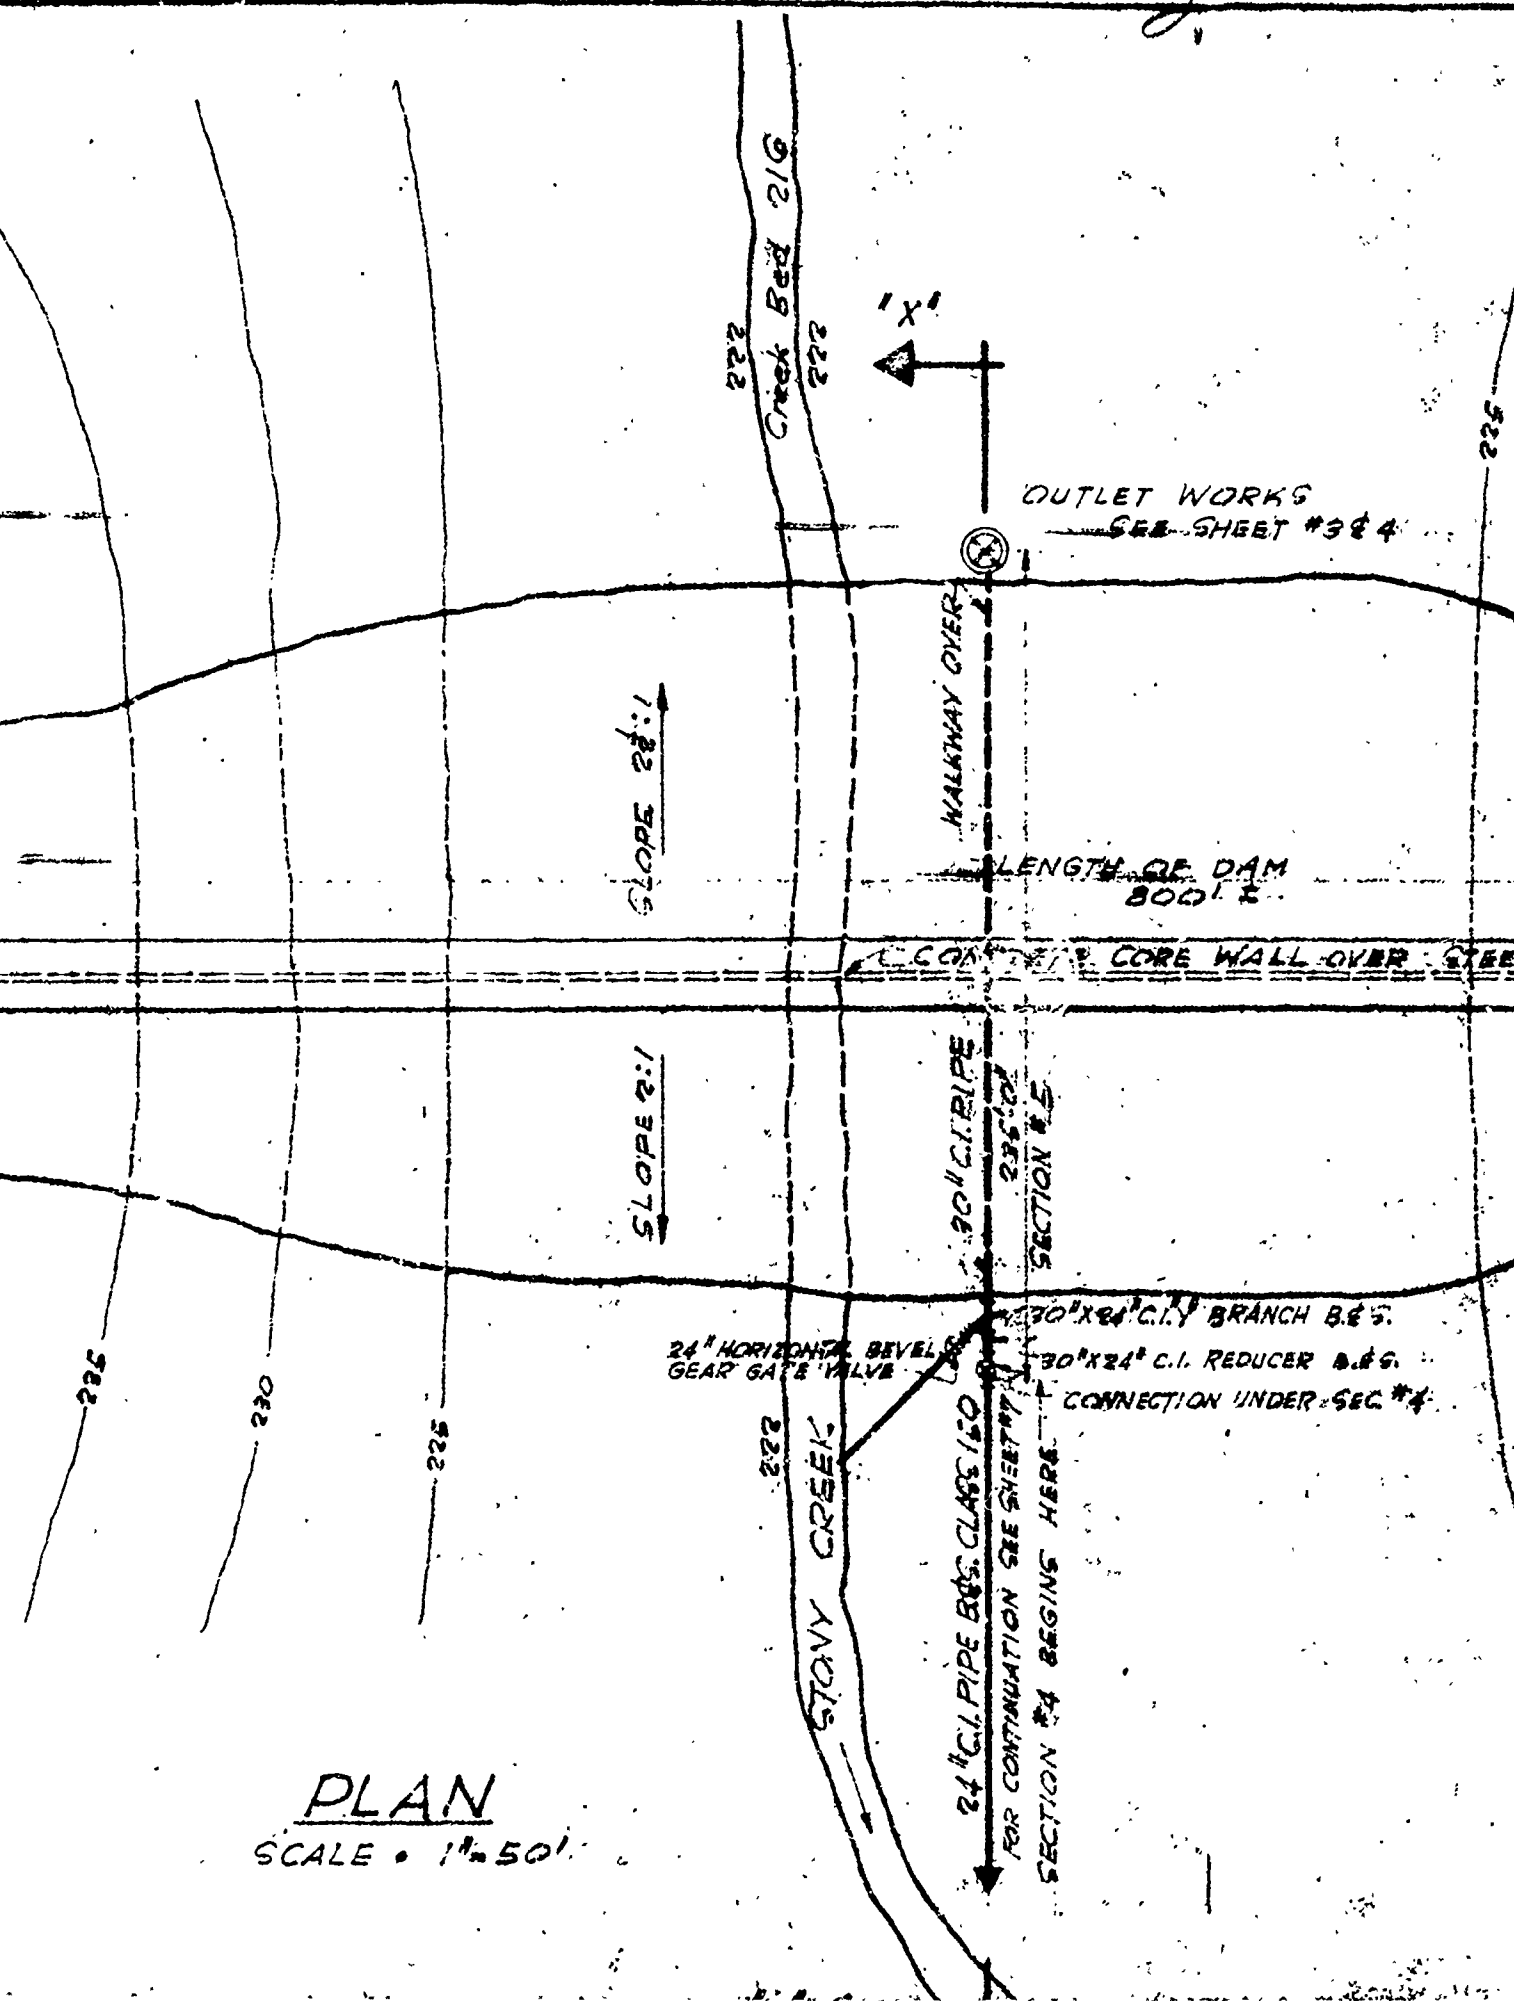 Creek Bed 216
222
222
"X"
225
OUTLET WORKS
SEE SHEET #3 & 4
WALKWAY OVER
SLOPE 2½:1
LENGTH OF DAM
800' ±
CORE WALL OVER
SLOPE 2:1
30" C.I. PIPE
235'-0"
SECTION #
30"X24" C.I. "Y" BRANCH B.&S.
24" HORIZONTAL BEVEL
GEAR GATE VALVE
30"X24" C.I. REDUCER B.&S.
CONNECTION UNDER SEC. #4
235
230
225
222
STONY CREEK
24" C.I. PIPE B.&S. CLASS 150
FOR CONTINUATION SEE SHEET #7
SECTION #4 BEGINS HERE
PLAN
SCALE • 1"=50'